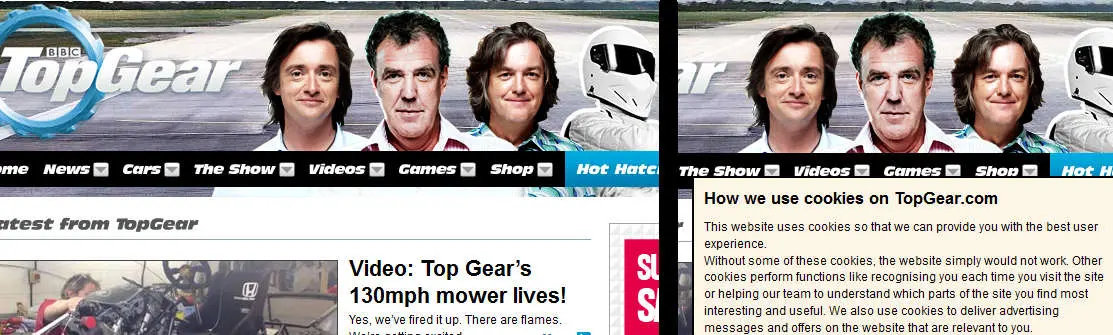 BBC
TopGear
ome News Cars The Show Videos Games Shop Hot Hatch
atest from TopGear
HONDA
Video: Top Gear's
130mph mower lives!
Yes, we've fired it up. There are flames.
SU
S
ar
The Show Videos Games Shop Hot H
How we use cookies on TopGear.com
This website uses cookies so that we can provide you with the best user
experience.
Without some of these cookies, the website simply would not work. Other
cookies perform functions like recognising you each time you visit the site
or helping our team to understand which parts of the site you find most
interesting and useful. We also use cookies to deliver advertising
messages and offers on the website that are relevant to you.